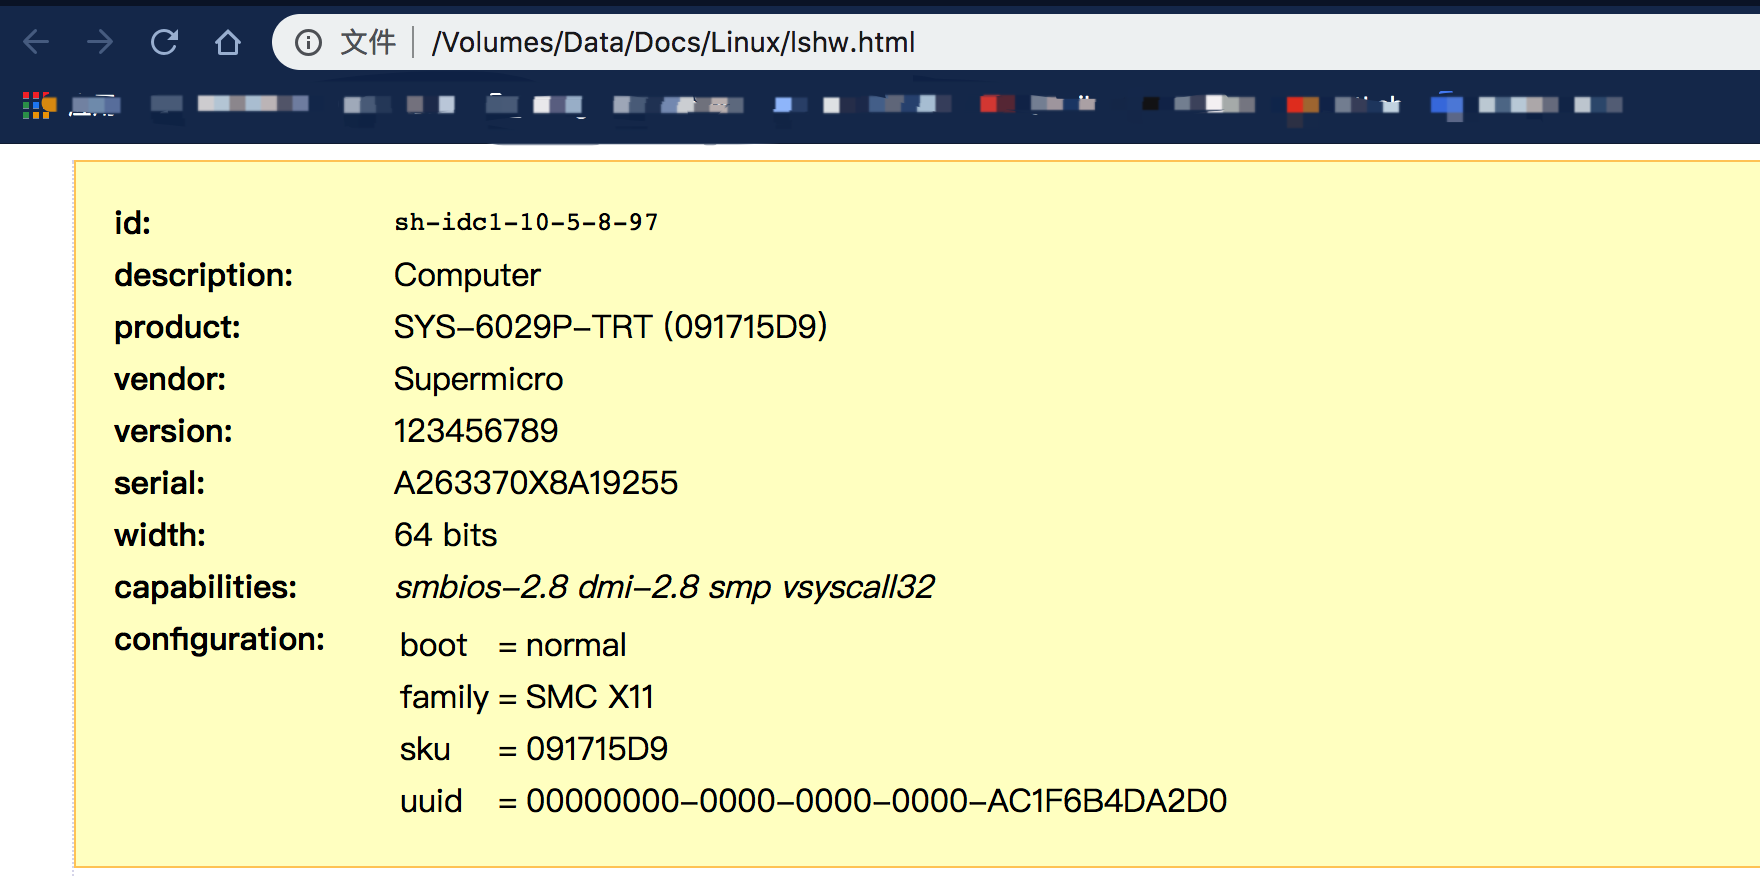 文件 | /Volumes/Data/Docs/Linux/lshw.html
id: sh-idc1-10-5-8-97
description: Computer
product: SYS-6029P-TRT (091715D9)
vendor: Supermicro
version: 123456789
serial: A263370X8A19255
width: 64 bits
capabilities: smbios-2.8 dmi-2.8 smp vsyscall32
configuration: boot = normal
family = SMC X11
sku = 091715D9
uuid = 00000000-0000-0000-0000-AC1F6B4DA2D0